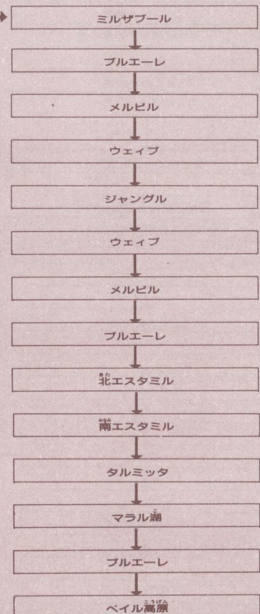 ミルザブール
ブルエーレ
メルビル
ウェイプ
ジャングル
ウェイプ
メルビル
ブルエーレ
北エスタミル
南エスタミル
タルミッタ
マラル湖
ブルエーレ
ベイル高原